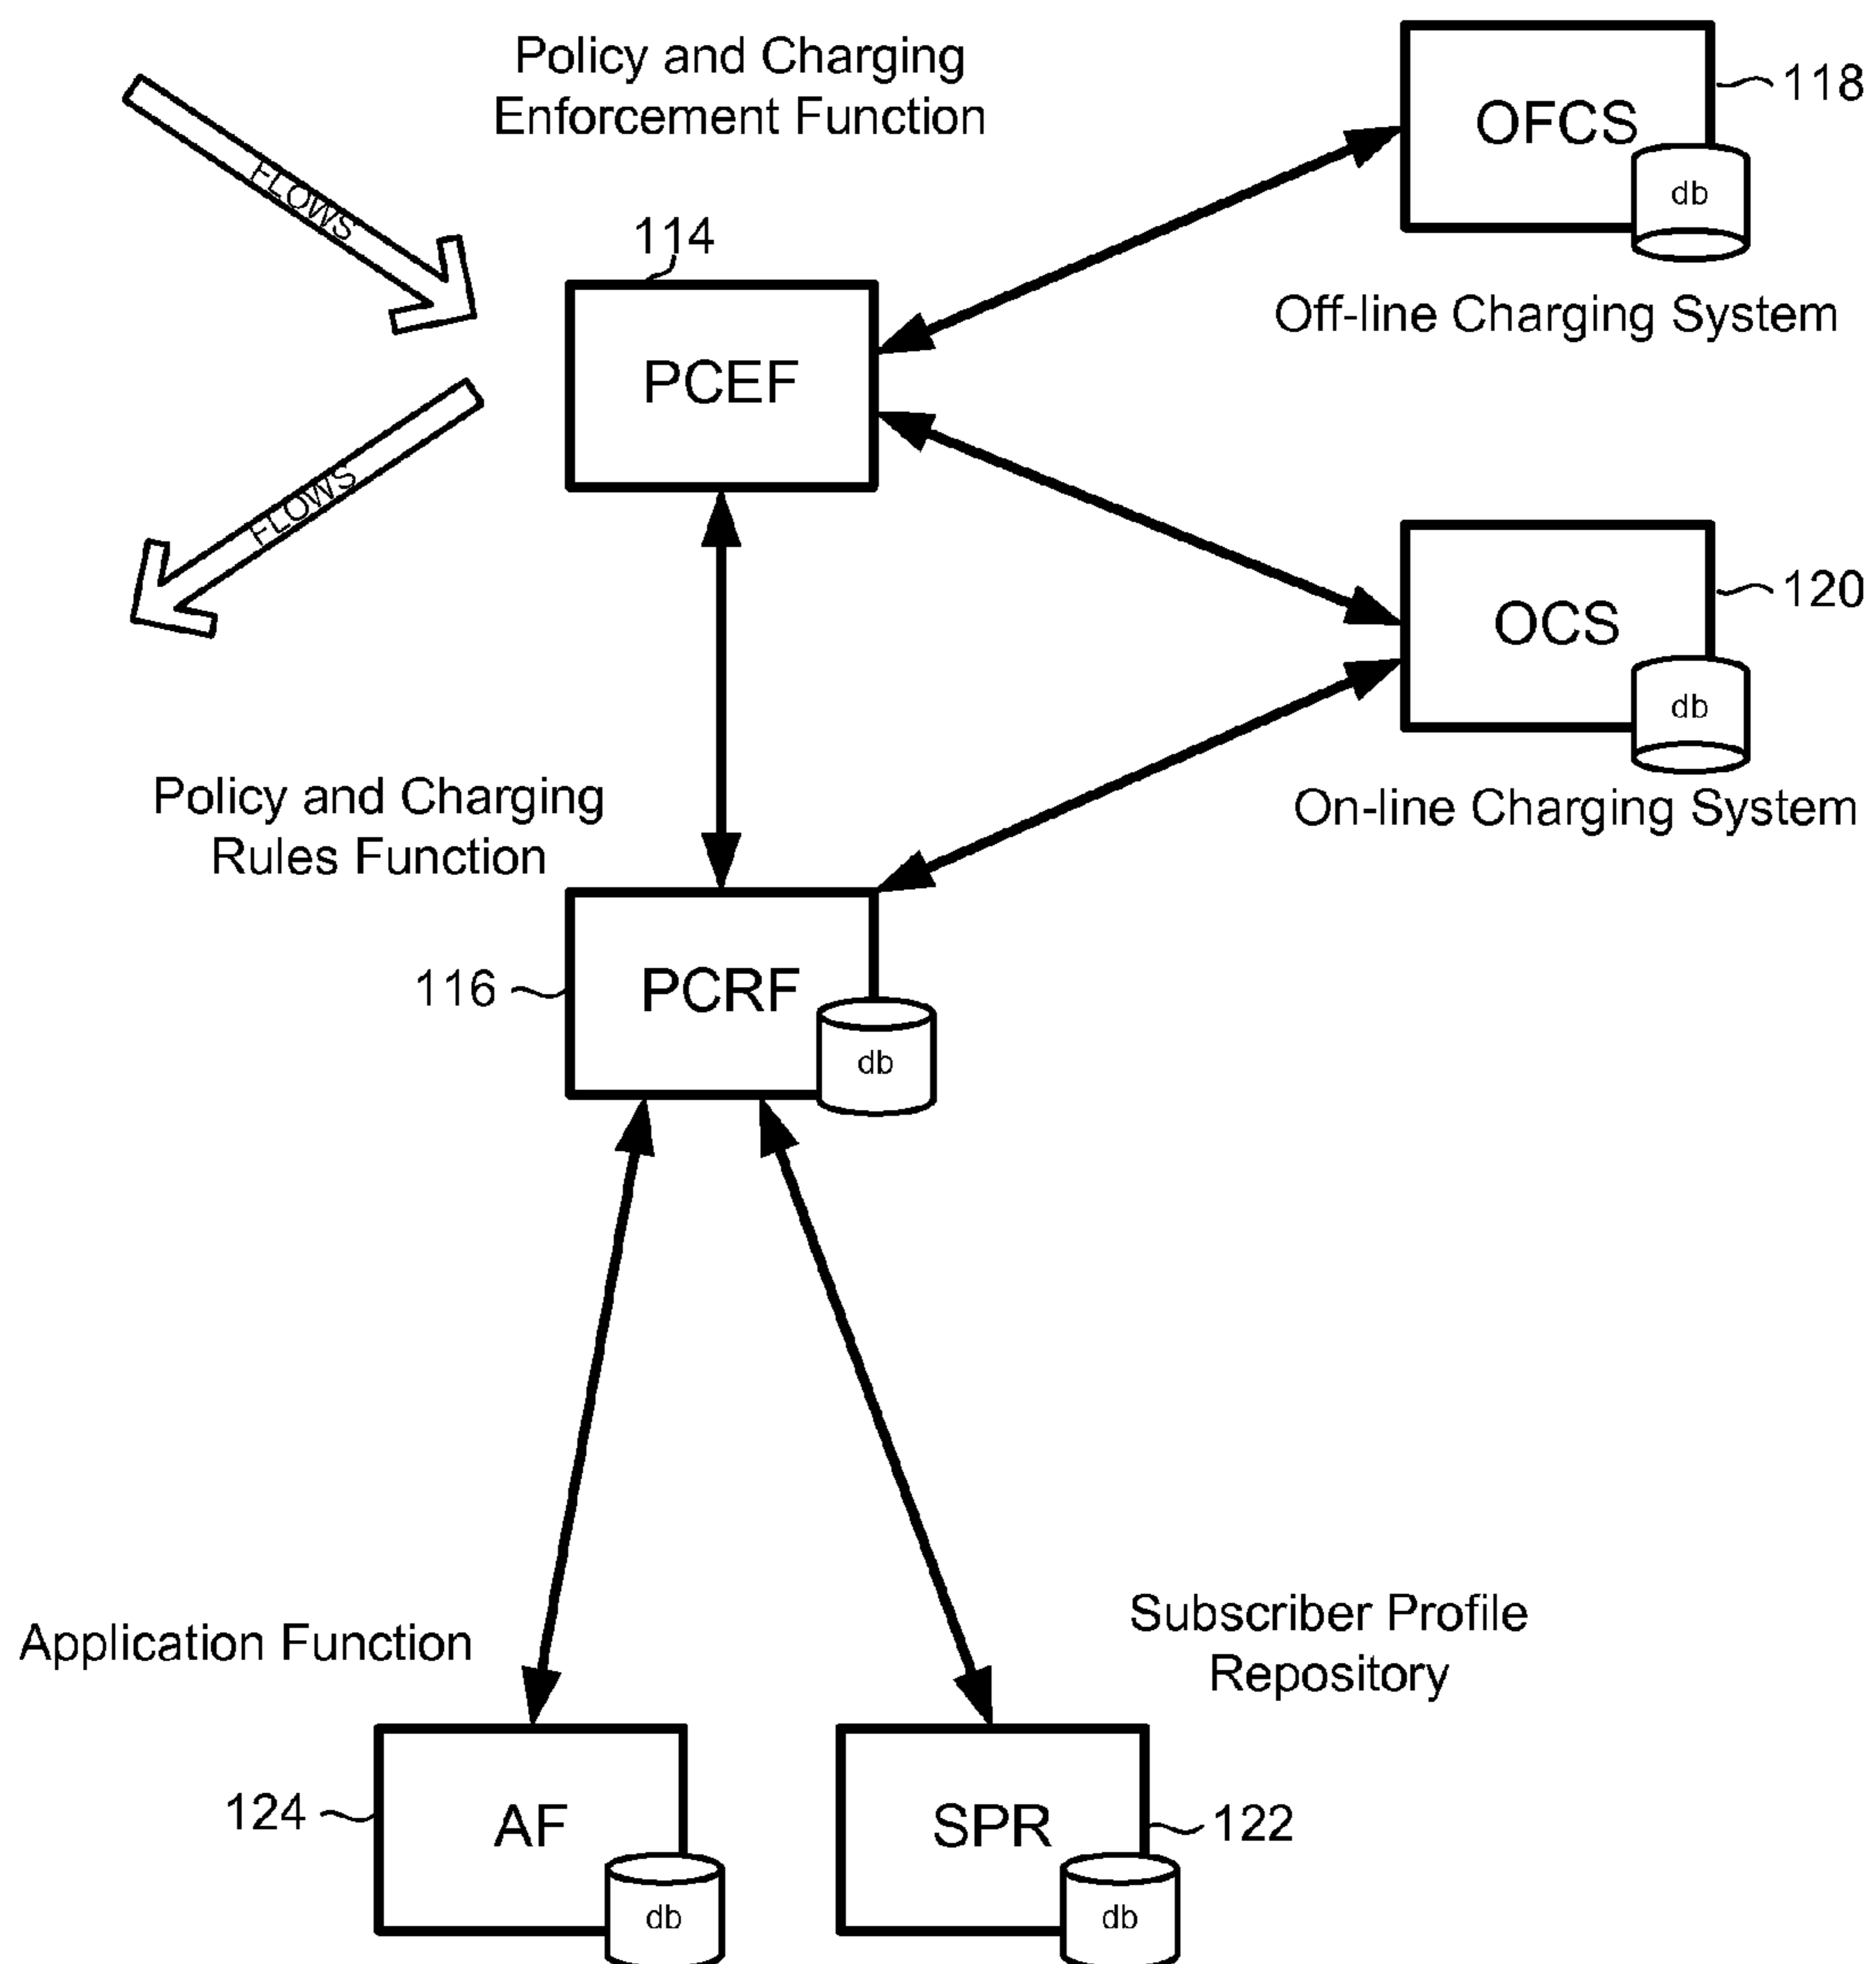 Policy and Charging
Enforcement Function
FLOWS
114
PCEF
FLOWS
OFCS
118
db
Off-line Charging System
OCS
120
db
On-line Charging System
Policy and Charging
Rules Function
116
PCRF
db
Application Function
124
AF
db
Subscriber Profile
Repository
SPR
122
db